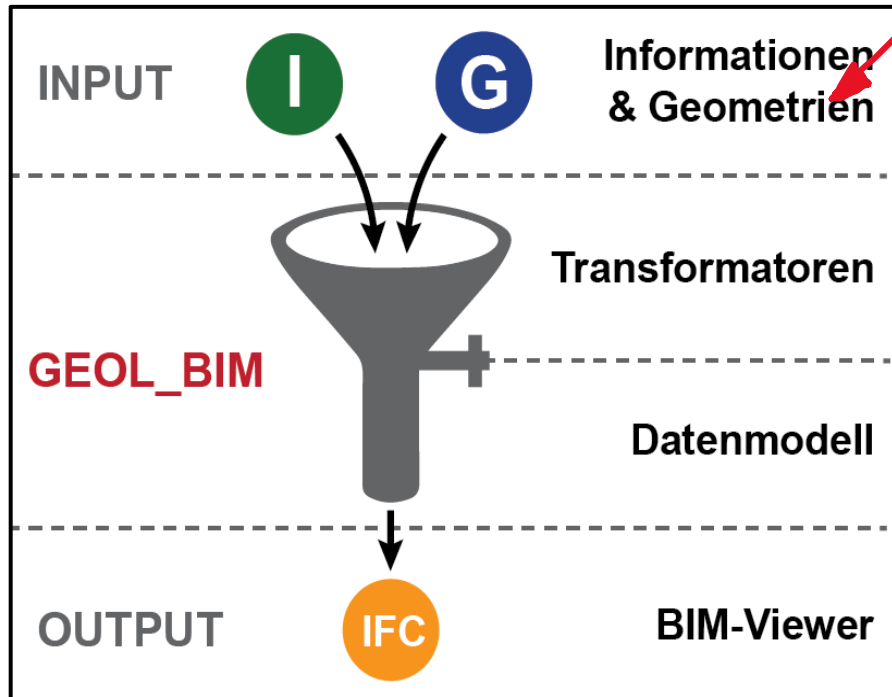 INPUT
I
G
Informationen
& Geometrien
Transformatoren
GEOL_BIM
Datenmodell
OUTPUT
IFC
BIM-Viewer